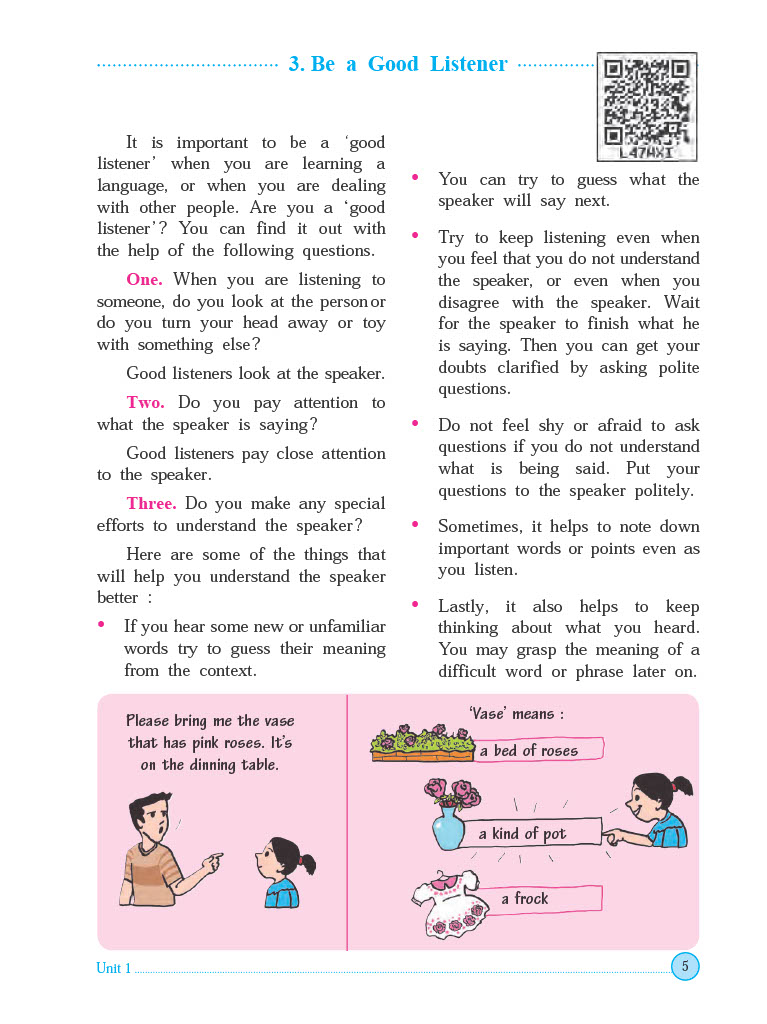 3. Be a Good Listener
L47HXI
It is important to be a ‘good
listener’ when you are learning a
language, or when you are dealing
with other people. Are you a ‘good
listener’? You can find it out with
the help of the following questions.
One. When you are listening to
someone, do you look at the person or
do you turn your head away or toy
with something else?
Good listeners look at the speaker.
Two. Do you pay attention to
what the speaker is saying?
Good listeners pay close attention
to the speaker.
Three. Do you make any special
efforts to understand the speaker?
Here are some of the things that
will help you understand the speaker
better :
• If you hear some new or unfamiliar
words try to guess their meaning
from the context.
• You can try to guess what the
speaker will say next.
• Try to keep listening even when
you feel that you do not understand
the speaker, or even when you
disagree with the speaker. Wait
for the speaker to finish what he
is saying. Then you can get your
doubts clarified by asking polite
questions.
• Do not feel shy or afraid to ask
questions if you do not understand
what is being said. Put your
questions to the speaker politely.
• Sometimes, it helps to note down
important words or points even as
you listen.
• Lastly, it also helps to keep
thinking about what you heard.
You may grasp the meaning of a
difficult word or phrase later on.
Please bring me the vase
that has pink roses. It's
on the dinning table.
‘Vase’ means :
a bed of roses
a kind of pot
a frock
Unit 1
5